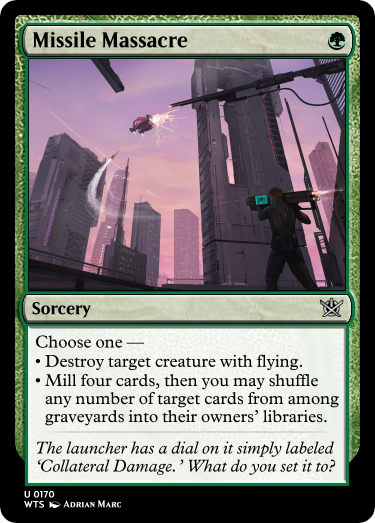 Missile Massacre
Sorcery
Choose one —
• Destroy target creature with flying.
• Mill four cards, then you may shuffle
any number of target cards from among
graveyards into their owners' libraries.
The launcher has a dial on it simply labeled
'Collateral Damage.' What do you set it to?
U 0170
WTS Adrian Marc